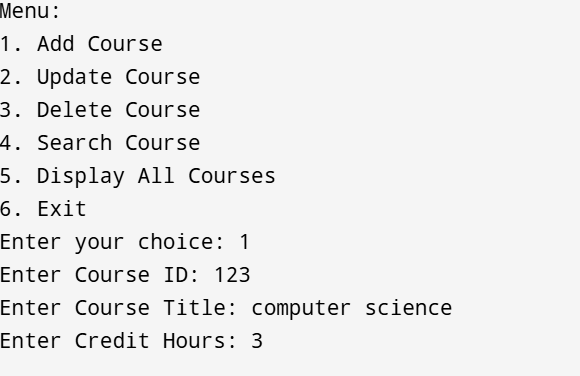 Menu:
1. Add Course
2. Update Course
3. Delete Course
4. Search Course
5. Display All Courses
6. Exit
Enter your choice: 1
Enter Course ID: 123
Enter Course Title: computer science
Enter Credit Hours: 3